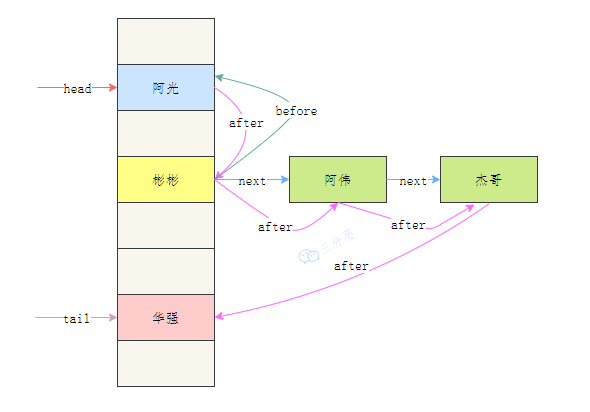 head
阿光
after
before
彬彬
next
阿伟
next
杰哥
after
after
三分恶
after
tail
华强